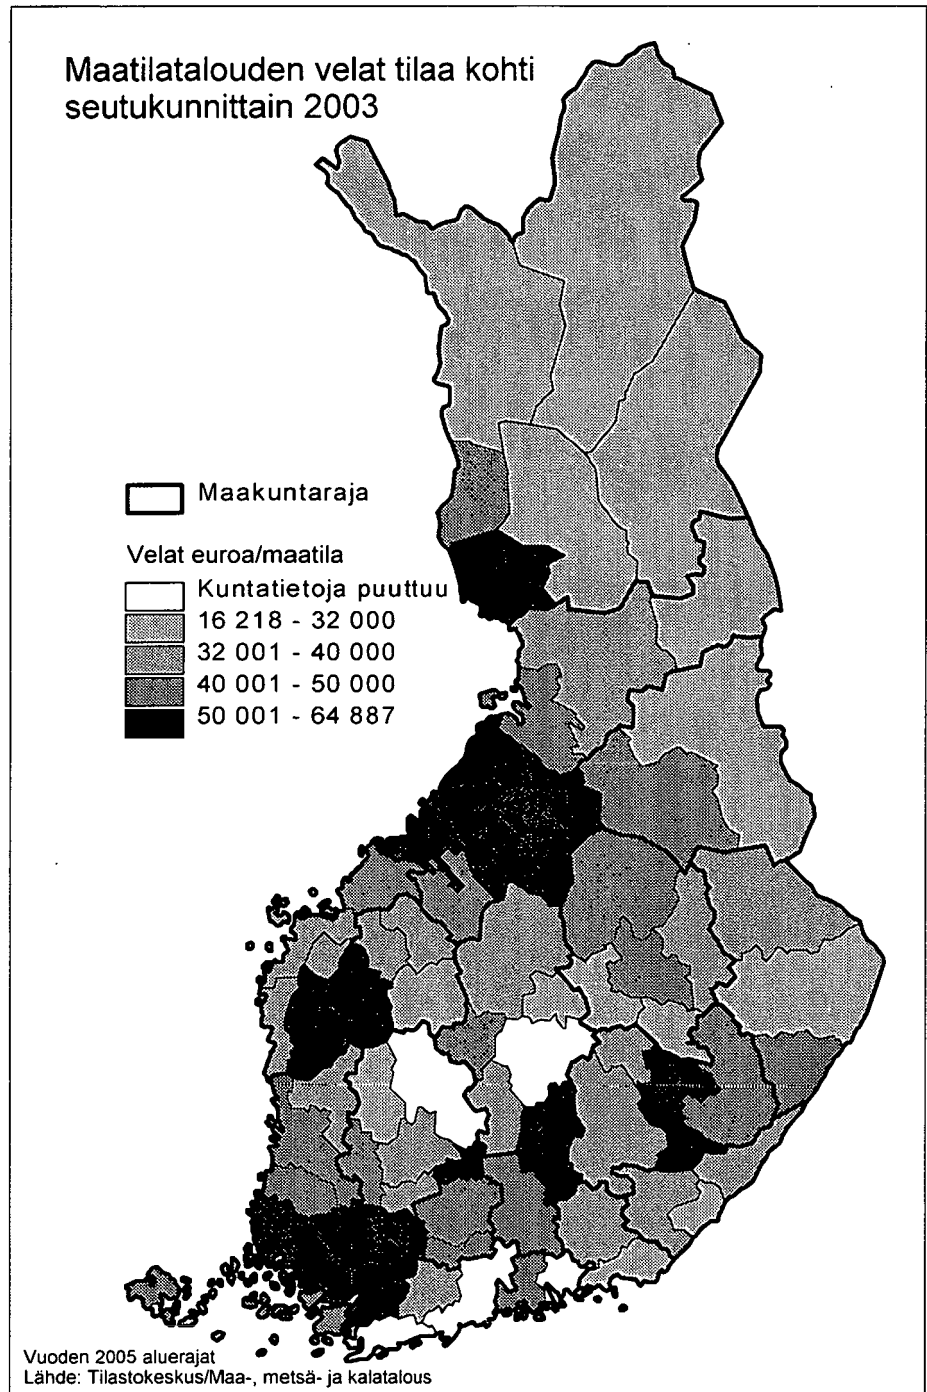 Maatilatalouden velat tilaa kohti
seutukunnittain 2003
Maakuntaraja
Velat euroa/maatila
Kuntatietoja puuttuu
16 218 - 32 000
32 001 - 40 000
40 001 - 50 000
50 001 - 64 887
Vuoden 2005 aluerajat
Lähde: Tilastokeskus/Maa-, metsä- ja kalatalous